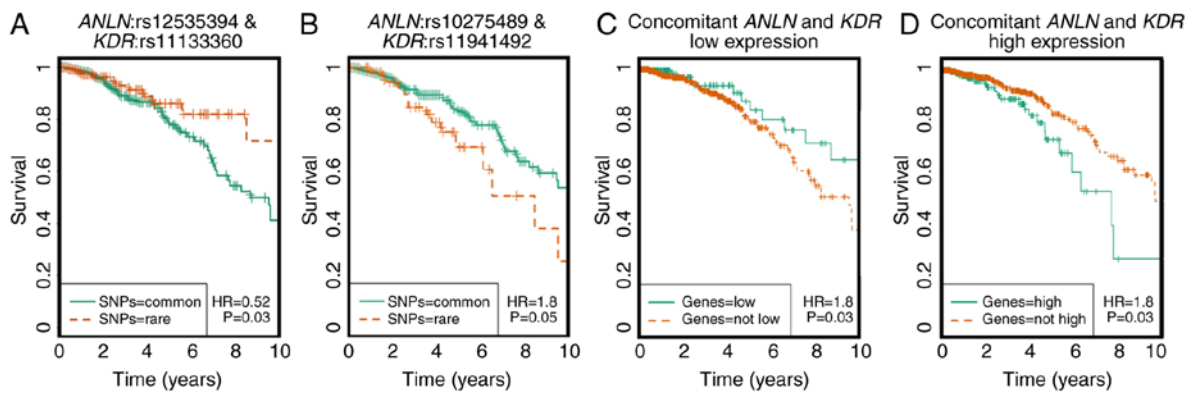 A
ANLN:rs12535394 &
KDR:rs11133360
Survival
1
0.8
0.6
0.4
0.2
0
SNPs=common
SNPs=rare
HR=0.52
P=0.03
0 2 4 6 8 10
Time (years)
B
ANLN:rs10275489 &
KDR:rs11941492
Survival
1
0.8
0.6
0.4
0.2
0
SNPs=common
SNPs=rare
HR=1.8
P=0.05
0 2 4 6 8 10
Time (years)
C
Concomitant ANLN and KDR
low expression
Survival
1
0.8
0.6
0.4
0.2
0
Genes=low
Genes=not low
HR=1.8
P=0.03
0 2 4 6 8 10
Time (years)
D
Concomitant ANLN and KDR
high expression
Survival
1
0.8
0.6
0.4
0.2
0
Genes=high
Genes=not high
HR=1.8
P=0.03
0 2 4 6 8 10
Time (years)